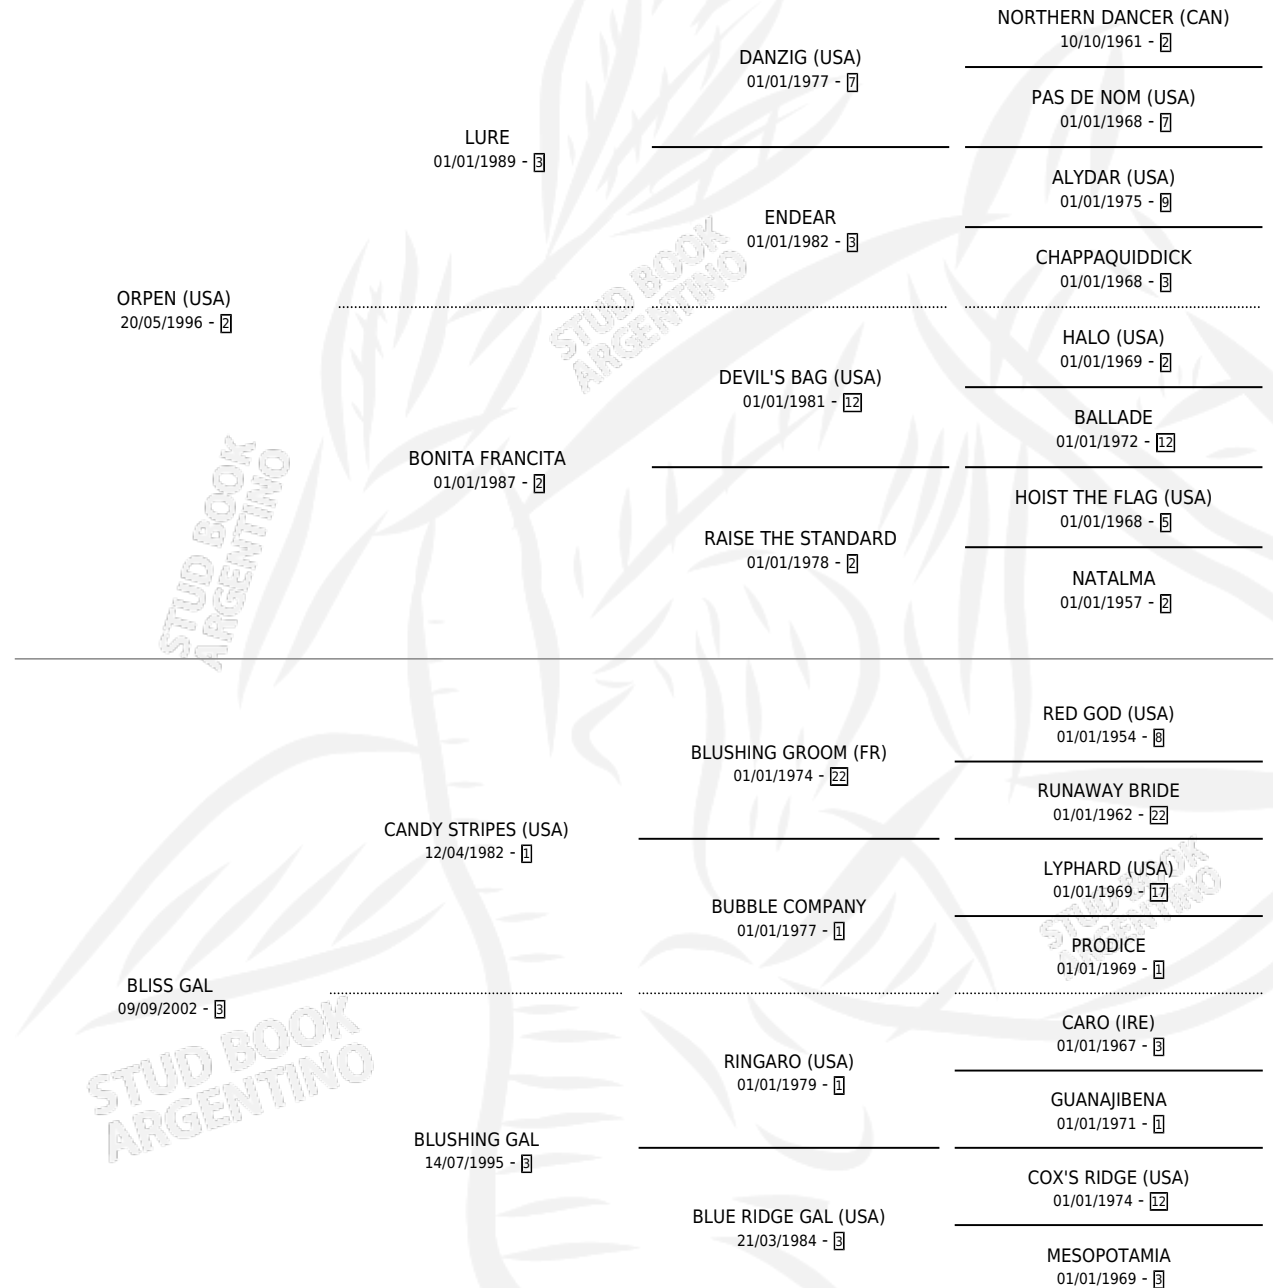 NORTHERN DANCER (CAN)
10/10/1961 - 2
DANZIG (USA)
01/01/1977 - 7
PAS DE NOM (USA)
01/01/1968 - 7
LURE
01/01/1989 - 3
ALYDAR (USA)
01/01/1975 - 9
ENDEAR
01/01/1982 - 3
CHAPPAQUIDDICK
01/01/1968 - 3
ORPEN (USA)
20/05/1996 - 2
STUD BOOK
ARGENTINO
HALO (USA)
01/01/1969 - 2
DEVIL'S BAG (USA)
01/01/1981 - 12
BALLADE
01/01/1972 - 12
BONITA FRANCITA
01/01/1987 - 2
HOIST THE FLAG (USA)
01/01/1968 - 5
RAISE THE STANDARD
01/01/1978 - 2
NATALMA
01/01/1957 - 2
STUD BOOK
ARGENTINO
RED GOD (USA)
01/01/1954 - 8
BLUSHING GROOM (FR)
01/01/1974 - 22
RUNAWAY BRIDE
01/01/1962 - 22
CANDY STRIPES (USA)
12/04/1982 - 1
LYPHARD (USA)
01/01/1969 - 17
BUBBLE COMPANY
01/01/1977 - 1
PRODICE
01/01/1969 - 1
STUD BOOK
ARGENTINO
BLISS GAL
09/09/2002 - 3
CARO (IRE)
01/01/1967 - 3
RINGARO (USA)
01/01/1979 - 1
GUANAJIBENA
01/01/1971 - 1
STUD BOOK
ARGENTINO
BLUSHING GAL
14/07/1995 - 3
COX'S RIDGE (USA)
01/01/1974 - 12
BLUE RIDGE GAL (USA)
21/03/1984 - 3
MESOPOTAMIA
01/01/1969 - 3